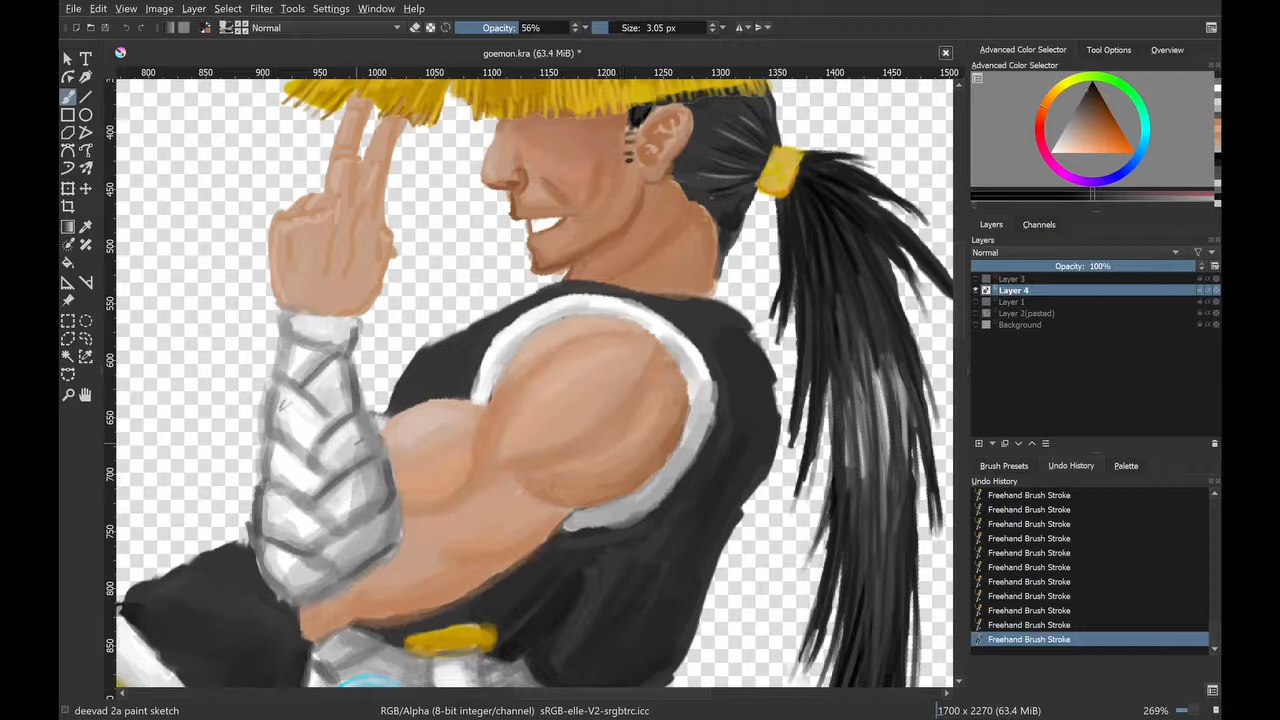 File Edit View Image Layer Select Filter Tools Settings Window Help
Normal Opacity: 56% Size: 3.05 px
goemon.kra (63.4 MiB) *
800 850 900 950 1000 1050 1100 1150 1200 1250 1300 1350 1400 1450 1500
400
450
500
550
600
650
700
750
800
850
Advanced Color Selector Tool Options Overview
Advanced Color Selector
Layers Channels
Layers
Normal
Opacity: 100%
Layer 3
Layer 4
Layer 1
Layer 2(pasted)
Background
Brush Presets Undo History Palette
Undo History
Freehand Brush Stroke
Freehand Brush Stroke
Freehand Brush Stroke
Freehand Brush Stroke
Freehand Brush Stroke
Freehand Brush Stroke
Freehand Brush Stroke
Freehand Brush Stroke
Freehand Brush Stroke
Freehand Brush Stroke
Freehand Brush Stroke
deevad 2a paint sketch RGB/Alpha (8-bit integer/channel) sRGB-elle-V2-srgbtrc.icc 1700 x 2270 (63.4 MiB) 269%